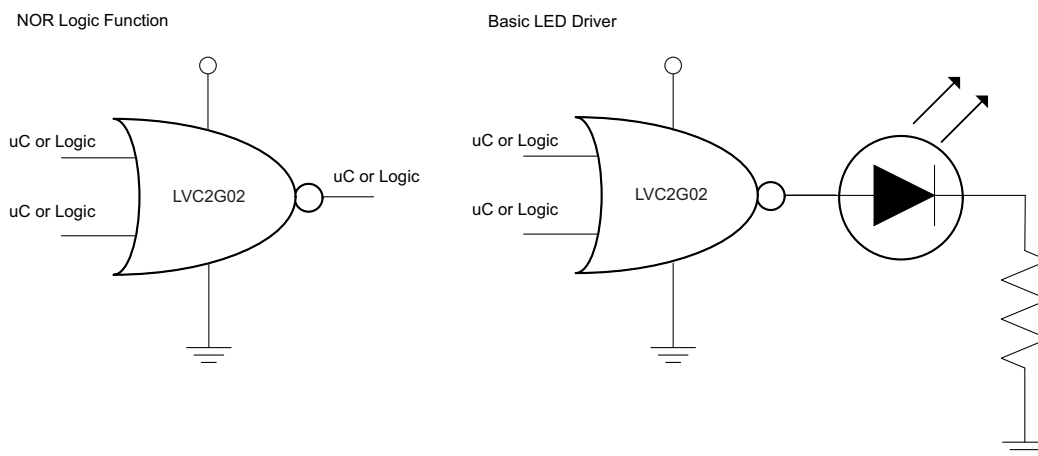 NOR Logic Function
uC or Logic
uC or Logic
LVC2G02
uC or Logic
Basic LED Driver
uC or Logic
uC or Logic
LVC2G02